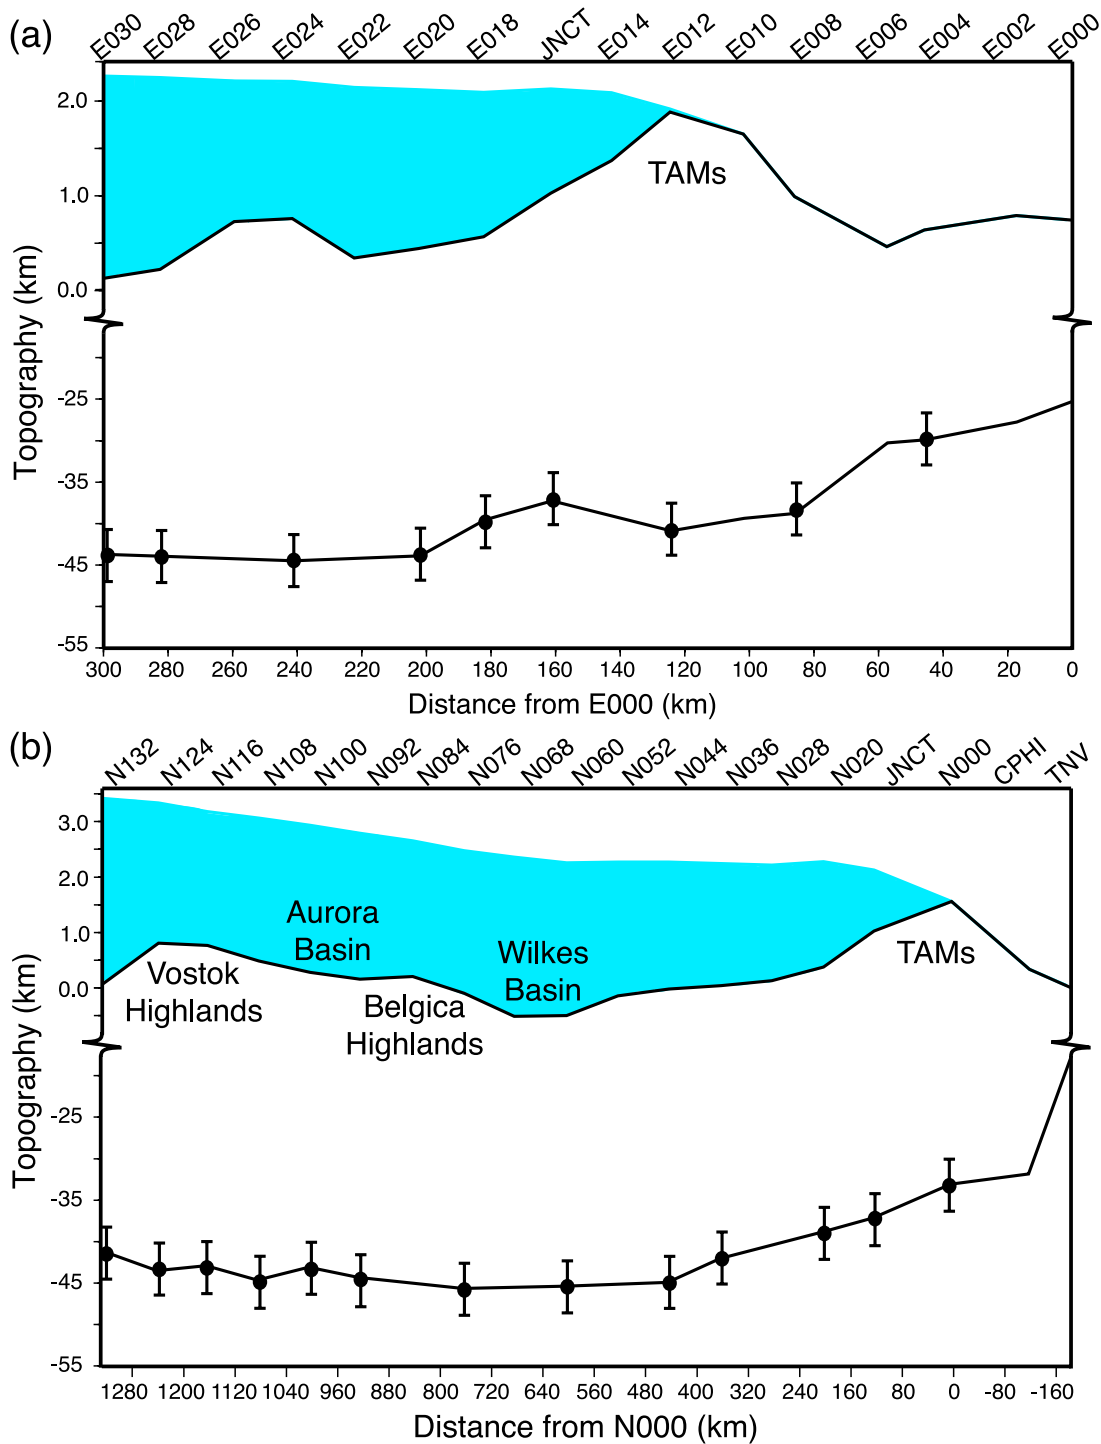 (a)
E030 E028 E026 E024 E022 E020 E018 JNCT E014 E012 E010 E008 E006 E004 E002 E000
2.0
1.0
0.0
TAMs
Topography (km)
-25
-35
-45
-55
300 280 260 240 220 200 180 160 140 120 100 80 60 40 20 0
Distance from E000 (km)
(b)
N132 N124 N116 N108 N100 N092 N084 N076 N068 N060 N052 N044 N036 N028 N020 JNCT N000 CPHI TNV
3.0
2.0
1.0
0.0
Aurora
Basin
Wilkes
Basin
TAMs
Vostok
Highlands
Belgica
Highlands
Topography (km)
-25
-35
-45
-55
1280 1200 1120 1040 960 880 800 720 640 560 480 400 320 240 160 80 0 -80 -160
Distance from N000 (km)